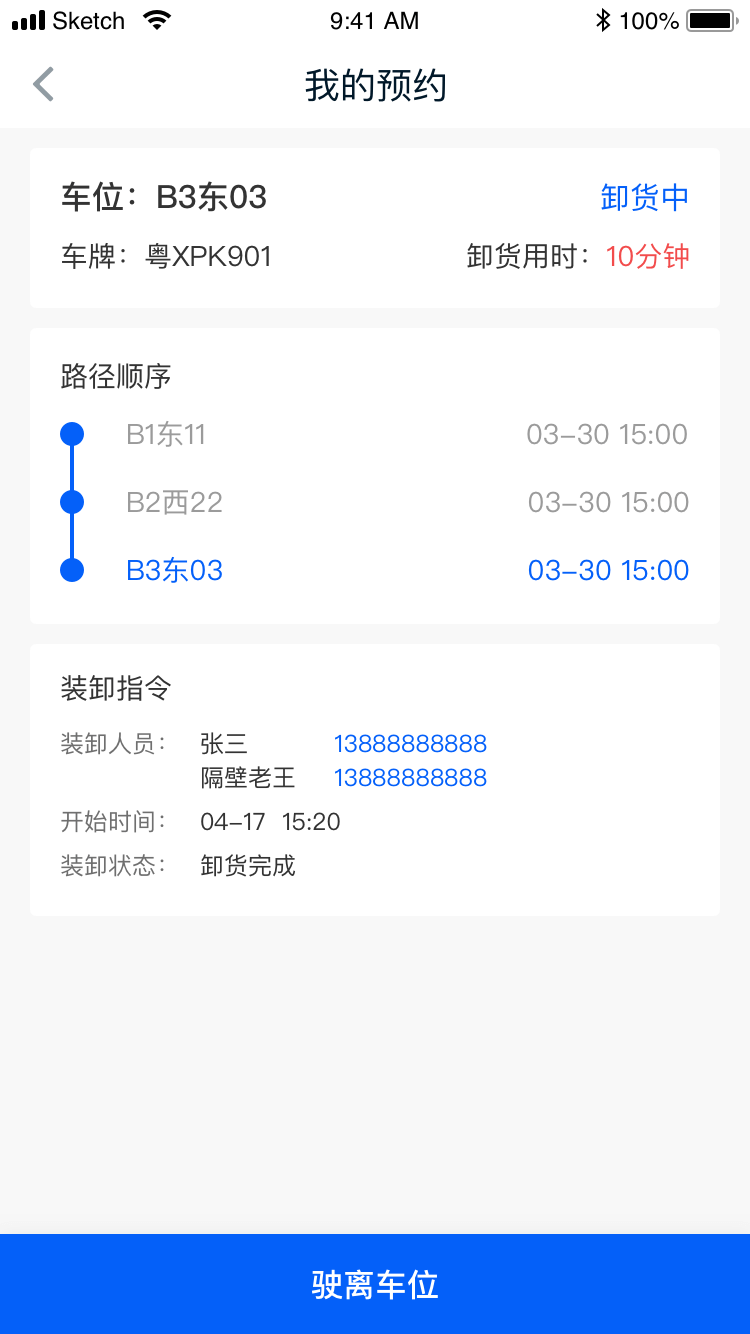 Sketch 9:41 AM 100%
我的预约
车位：B3东03 卸货中
车牌：粤XPK901 卸货用时：10分钟
路径顺序
B1东11 03-30 15:00
B2西22 03-30 15:00
B3东03 03-30 15:00
装卸指令
装卸人员： 张三 13888888888
隔壁老王 13888888888
开始时间： 04-17 15:20
装卸状态： 卸货完成
驶离车位